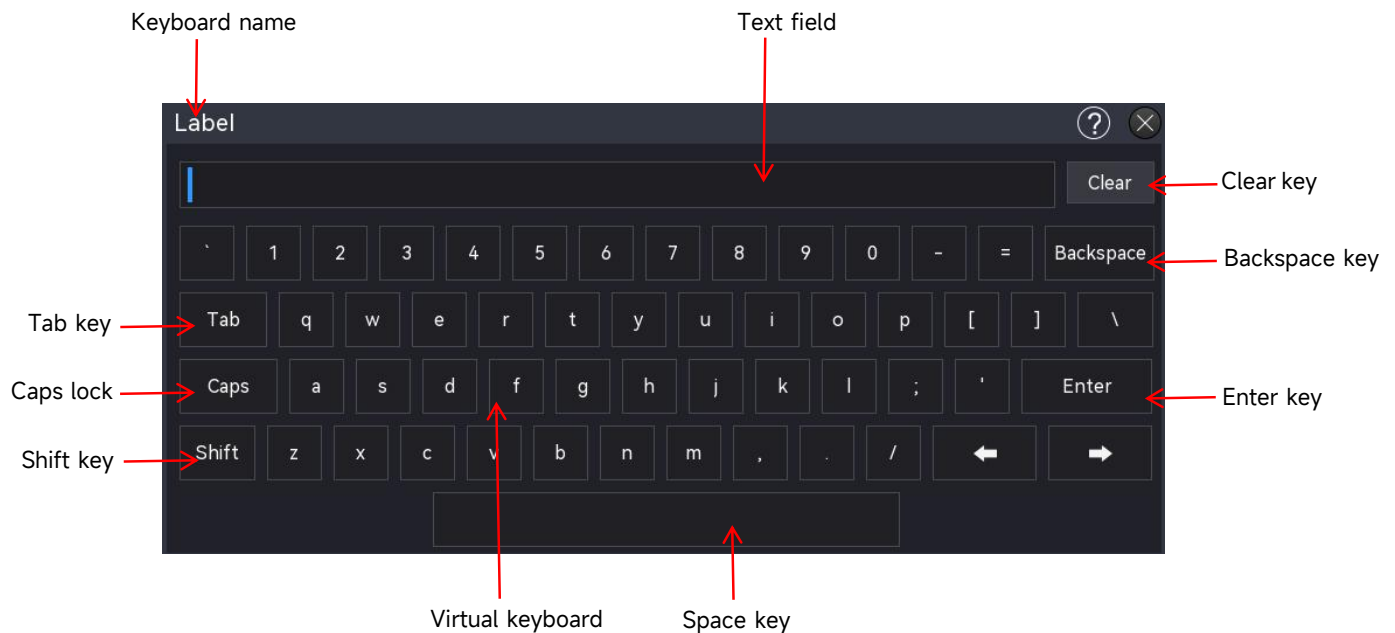 Keyboard name Text field
Label ?
Clear Clear key
` 1 2 3 4 5 6 7 8 9 0 - = Backspace Backspace key
Tab key Tab q w e r t y u i o p [ ] \
Caps lock Caps a s d f g h j k l ; ' Enter Enter key
Shift key Shift z x c v b n m , . /
Virtual keyboard Space key